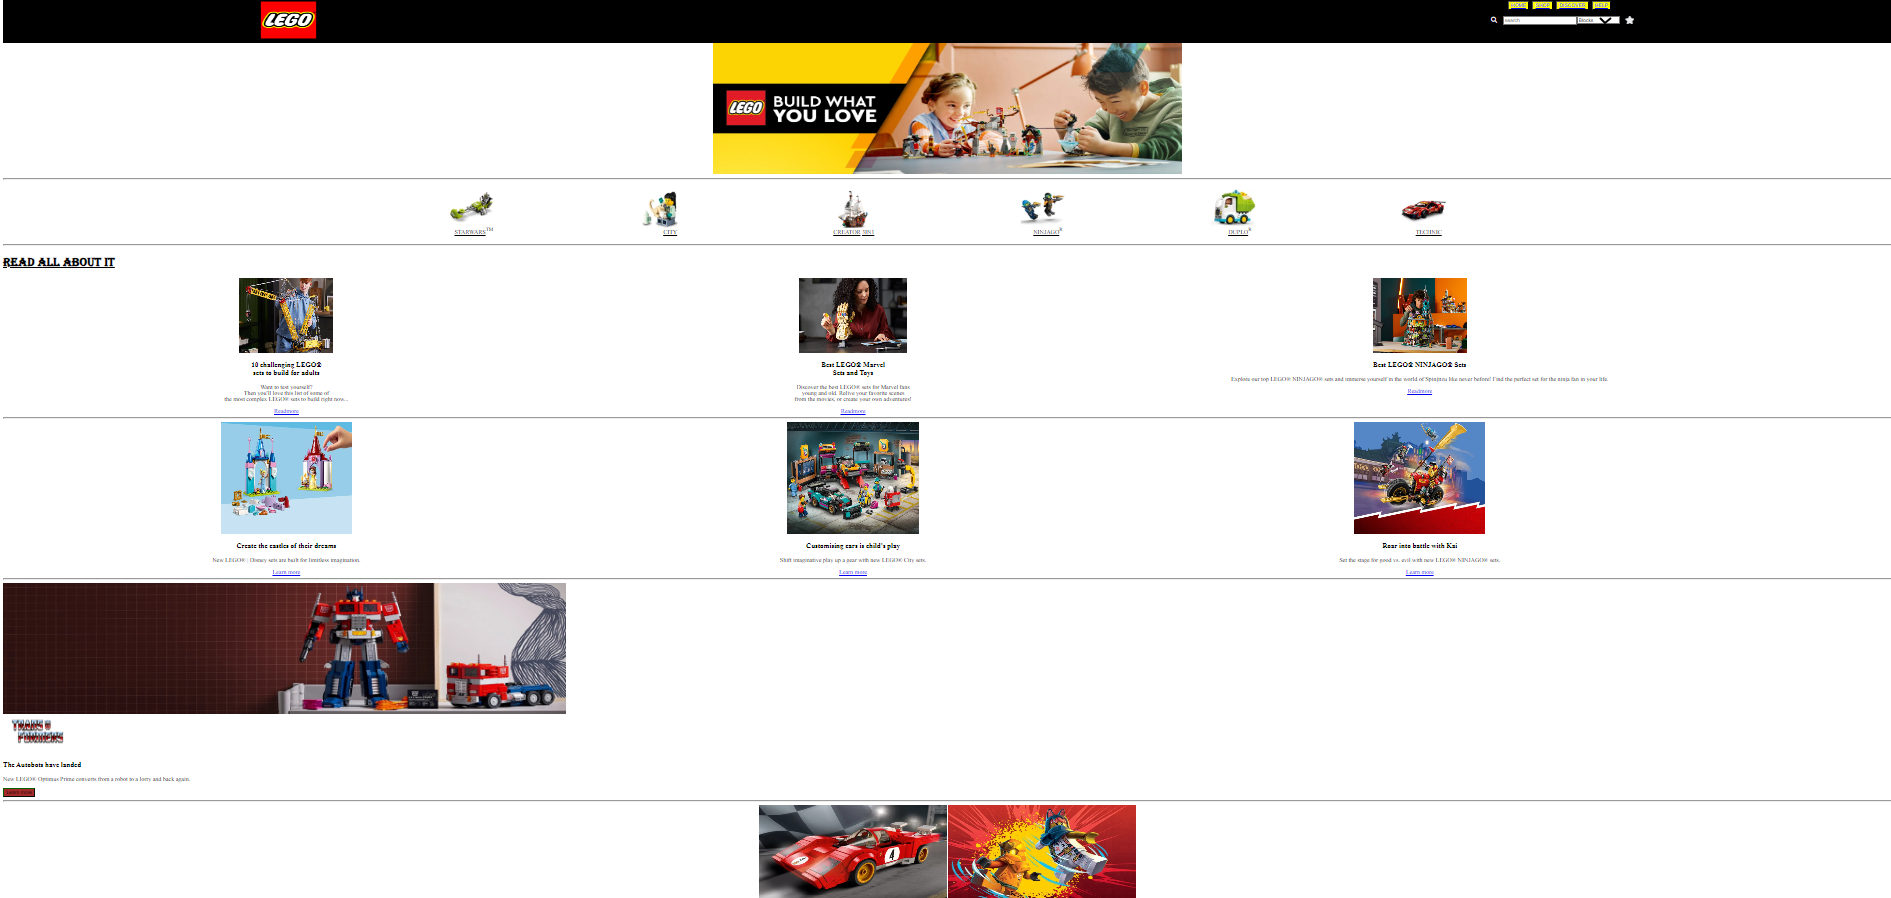 LEGO
HOME SHOP DISCOVER HELP
search Blocks
LEGO BUILD WHAT
YOU LOVE
STARWARS™ CITY CREATOR 3IN1 NINJAGO® DUPLO® TECHNIC
READ ALL ABOUT IT
10 challenging LEGO®
sets to build for adults
Want to test yourself?
Then you'll love this list of some of
the most complex LEGO® sets to build right now...
Readmore
Best LEGO® Marvel
Sets and Toys
Discover the best LEGO® sets for Marvel fans
young and old. Relive your favorite scenes
from the movies, or create your own adventures!
Readmore
Best LEGO® NINJAGO® Sets
Explore our top LEGO® NINJAGO® sets and immerse yourself in the world of Spinjitzu like never before! Find the perfect set for the ninja fan in your life.
Readmore
Create the castles of their dreams
New LEGO® | Disney sets are built for limitless imagination.
Learn more
Customising cars is child's play
Shift imaginative play up a gear with new LEGO® City sets.
Learn more
Roar into battle with Kai
Set the stage for good vs. evil with new LEGO® NINJAGO® sets.
Learn more
TRANS
FORMERS
The Autobots have landed
New LEGO® Optimus Prime converts from a robot to a lorry and back again.
Learn more
4